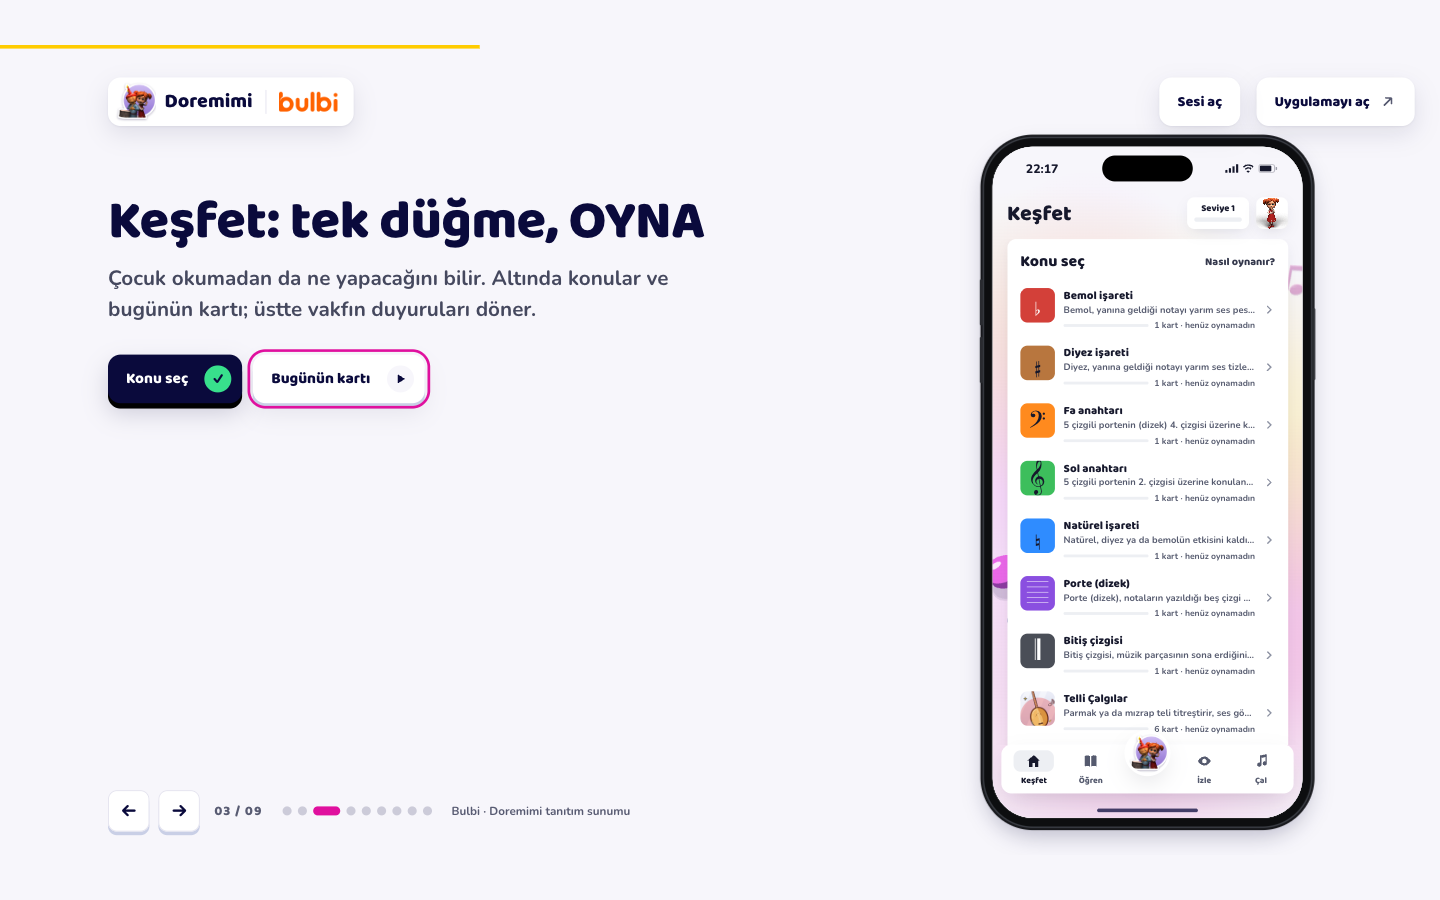 Doremimi
bulbi
Sesi aç
Uygulamayı aç
Keşfet: tek düğme, OYNA
Çocuk okumadan da ne yapacağını bilir. Altında konular ve
bugünün kartı; üstte vakfın duyuruları döner.
Konu seç
Bugünün kartı
22:17
Keşfet
Seviye 1
Konu seç
Nasıl oynanır?
Bemol işareti
Bemol, yanına geldiği notayı yarım ses pes...
1 kart · henüz oynamadın
Diyez işareti
Diyez, yanına geldiği notayı yarım ses tizle...
1 kart · henüz oynamadın
Fa anahtarı
5 çizgili portenin (dizek) 4. çizgisi üzerine k...
1 kart · henüz oynamadın
Sol anahtarı
5 çizgili portenin 2. çizgisi üzerine konulan...
1 kart · henüz oynamadın
Natürel işareti
Natürel, diyez ya da bemolün etkisini kaldı...
1 kart · henüz oynamadın
Porte (dizek)
Porte (dizek), notaların yazıldığı beş çizgi ...
1 kart · henüz oynamadın
Bitiş çizgisi
Bitiş çizgisi, müzik parçasının sona erdiğini...
1 kart · henüz oynamadın
Telli Çalgılar
Parmak ya da mızrap teli titreştirir, ses gö...
6 kart · henüz oynamadın
Keşfet
Öğren
İzle
Çal
03 / 09
Bulbi · Doremimi tanıtım sunumu